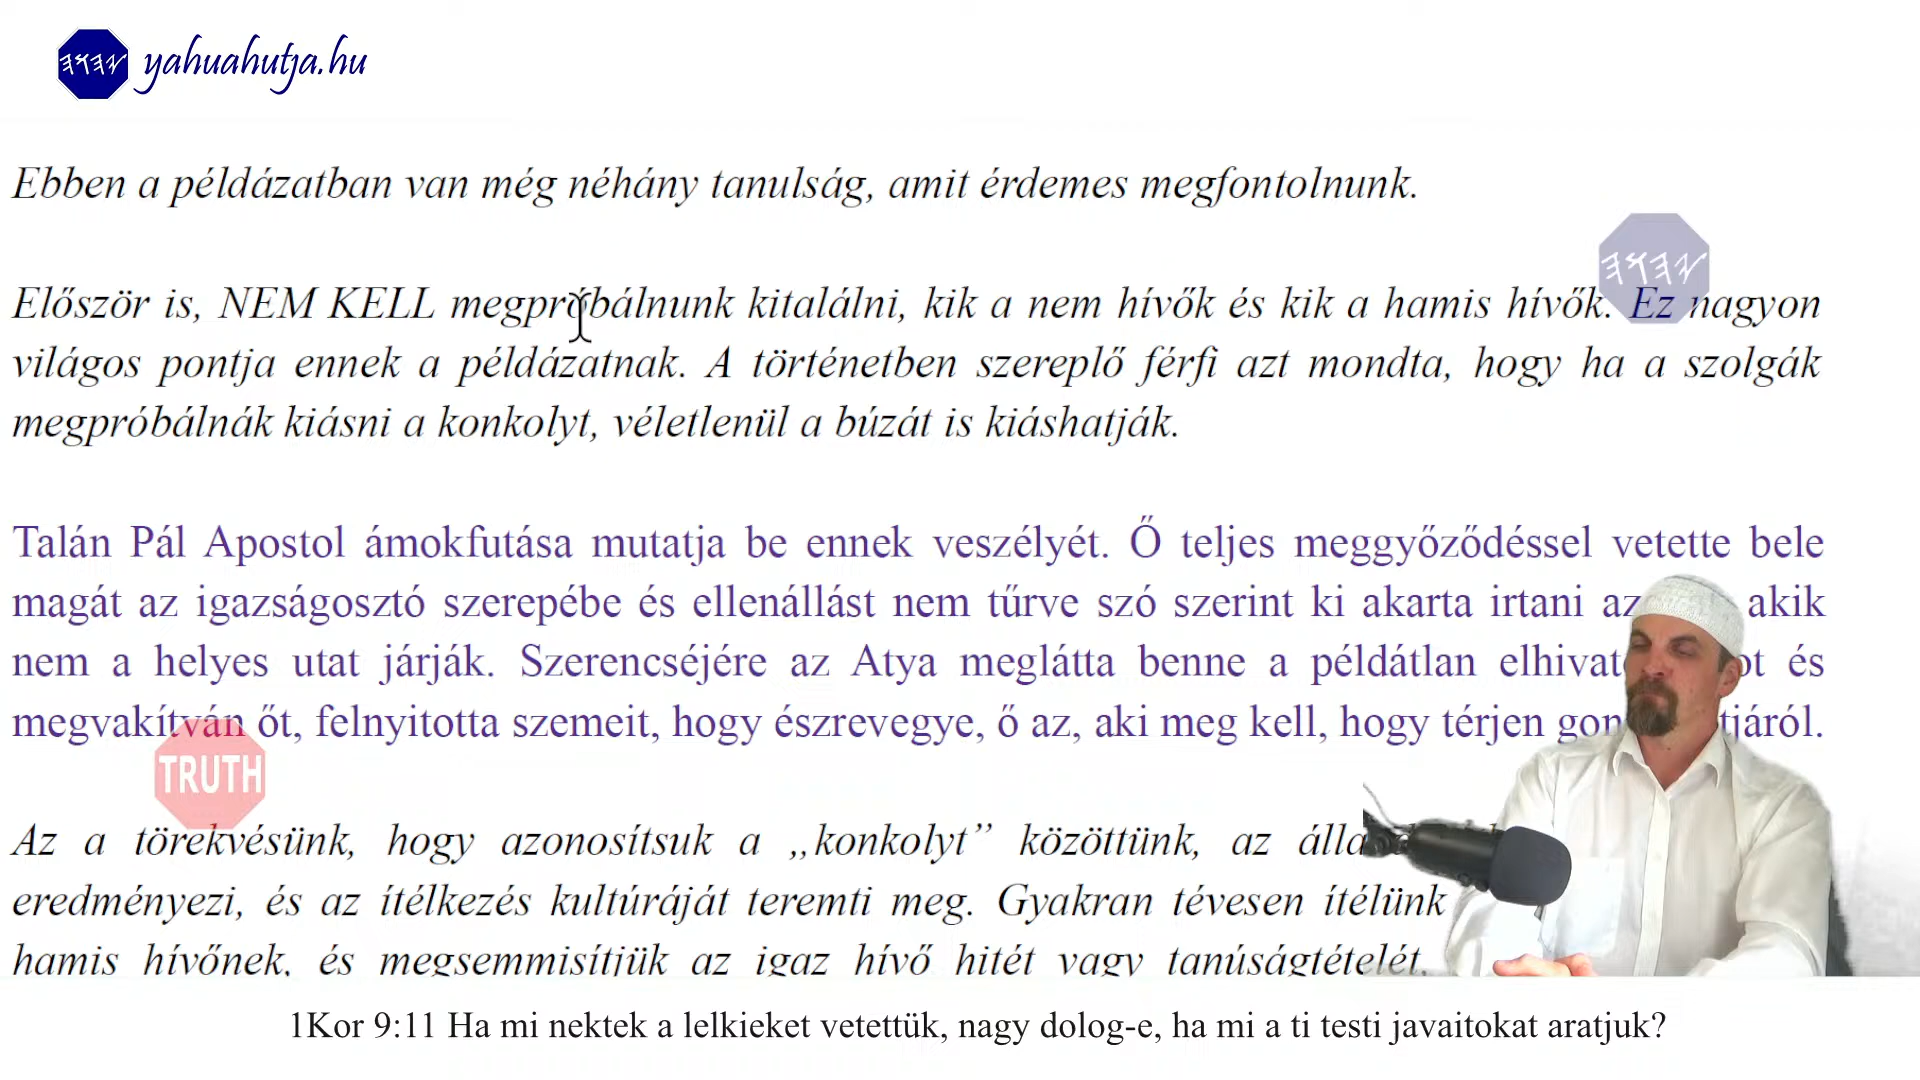 yahuahutja.hu
Ebben a példázatban van még néhány tanulság, amit érdemes megfontolnunk.
Először is, NEM KELL megpróbálnunk kitalálni, kik a nem hívők és kik a hamis hívők. Ez nagyon
világos pontja ennek a példázatnak. A történetben szereplő férfi azt mondta, hogy ha a szolgák
megpróbálnák kiásni a konkolyt, véletlenül a búzát is kiáshatják.
Talán Pál Apostol ámokfutása mutatja be ennek veszélyét. Ő teljes meggyőződéssel vetette bele
magát az igazságosztó szerepébe és ellenállást nem tűrve szó szerint ki akarta irtani akik
nem a helyes utat járják. Szerencséjére az Atya meglátta benne a példátlan és
megvakítván őt, felnyitotta szemeit, hogy észrevegye, ő az, aki meg kell, hogy térjen
TRUTH
Az a törekvésünk, hogy azonosítsuk a „konkolyt” közöttünk, az
eredményezi, és az ítélkezés kultúráját teremti meg. Gyakran tévesen ítélünk
hamis hívőnek, és megsemmisítjük az igaz hívő hitét vagy tanúságtételét.
1Kor 9:11 Ha mi nektek a lelkieket vetettük, nagy dolog-e, ha mi a ti testi javaitokat aratjuk?